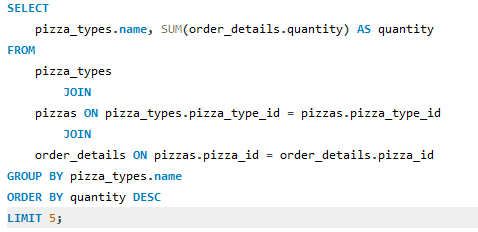 SELECT
    pizza_types.name, SUM(order_details.quantity) AS quantity
FROM
    pizza_types
        JOIN
    pizzas ON pizza_types.pizza_type_id = pizzas.pizza_type_id
        JOIN
    order_details ON pizzas.pizza_id = order_details.pizza_id
GROUP BY pizza_types.name
ORDER BY quantity DESC
LIMIT 5;